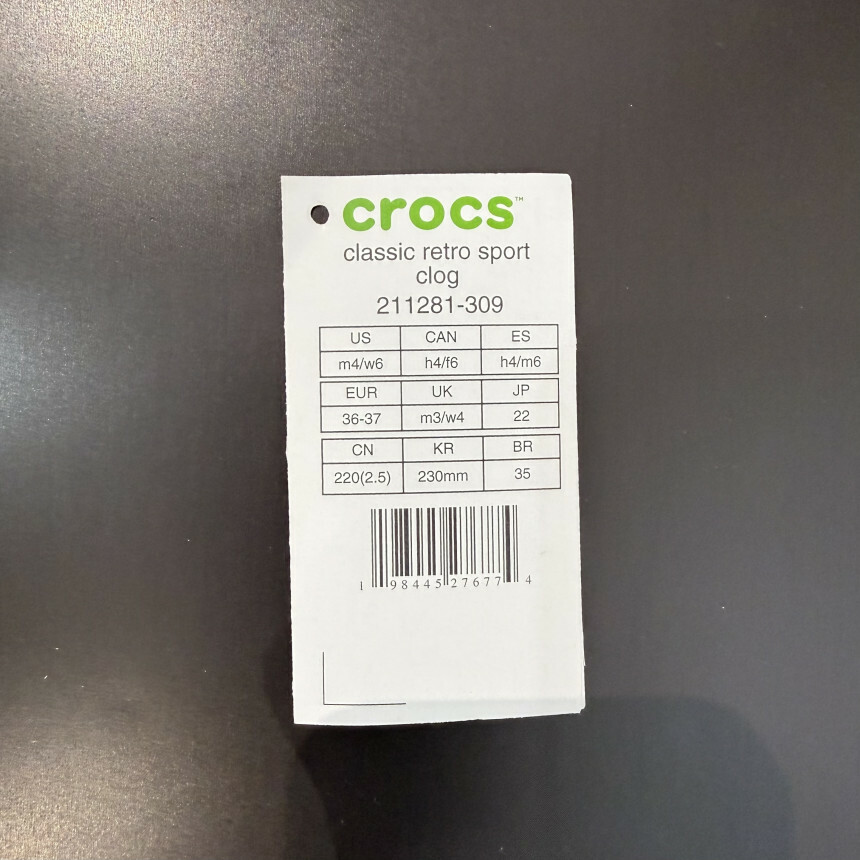 crocs™
classic retro sport
clog
211281-309
US CAN ES
m4/w6 h4/f6 h4/m6
EUR UK JP
36-37 m3/w4 22
CN KR BR
220(2.5) 230mm 35
1 98445 27677 4